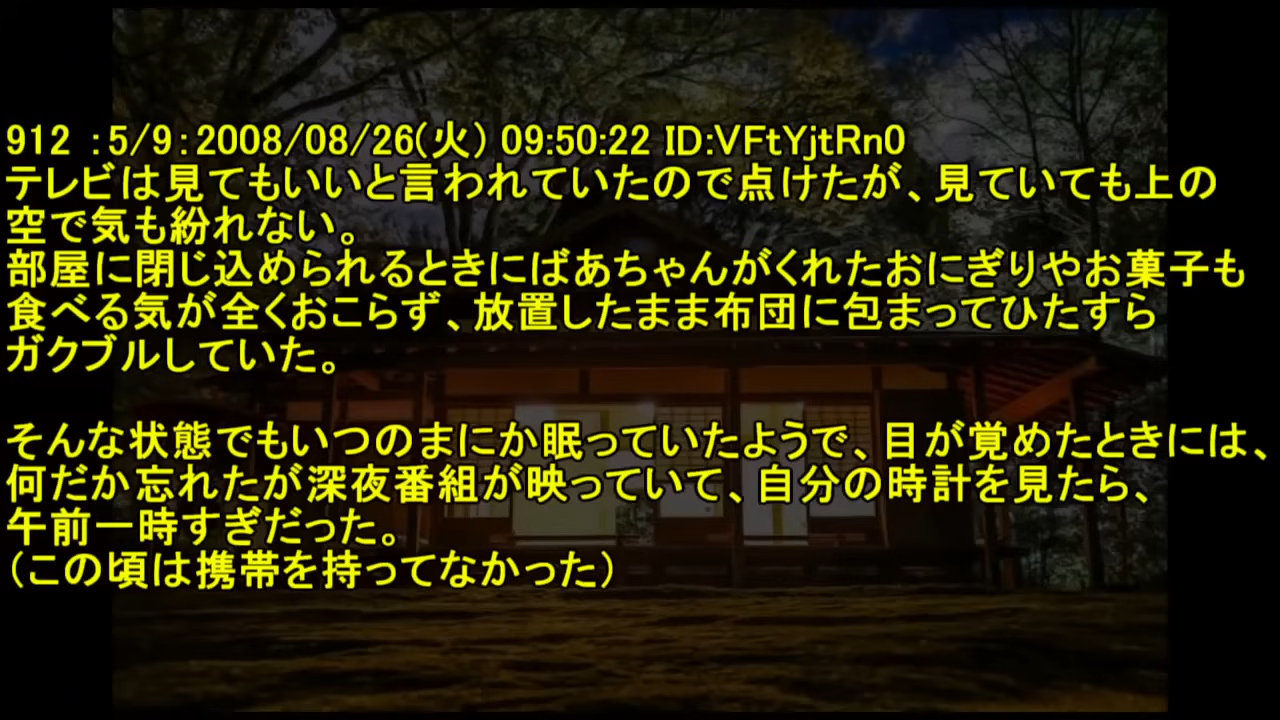 912 ：5/9：2008/08/26(火) 09:50:22 ID:VFtYjtRn0
テレビは見てもいいと言われていたので点けたが、見ていても上の
空で気も紛れない。
部屋に閉じ込められるときにばあちゃんがくれたおにぎりやお菓子も
食べる気が全くおこらず、放置したまま布団に包まってひたすら
ガクブルしていた。
そんな状態でもいつのまにか眠っていたようで、目が覚めたときには、
何だか忘れたが深夜番組が映っていて、自分の時計を見たら、
午前一時すぎだった。
（この頃は携帯を持ってなかった）